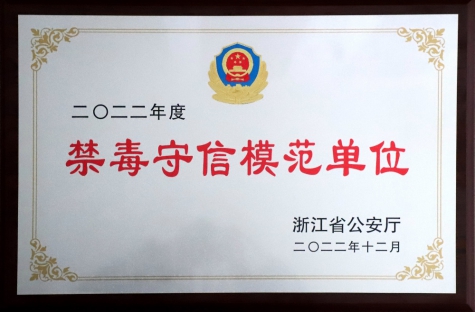 二〇二二年度
禁毒守信模范单位
浙江省公安厅
二〇二二年十二月